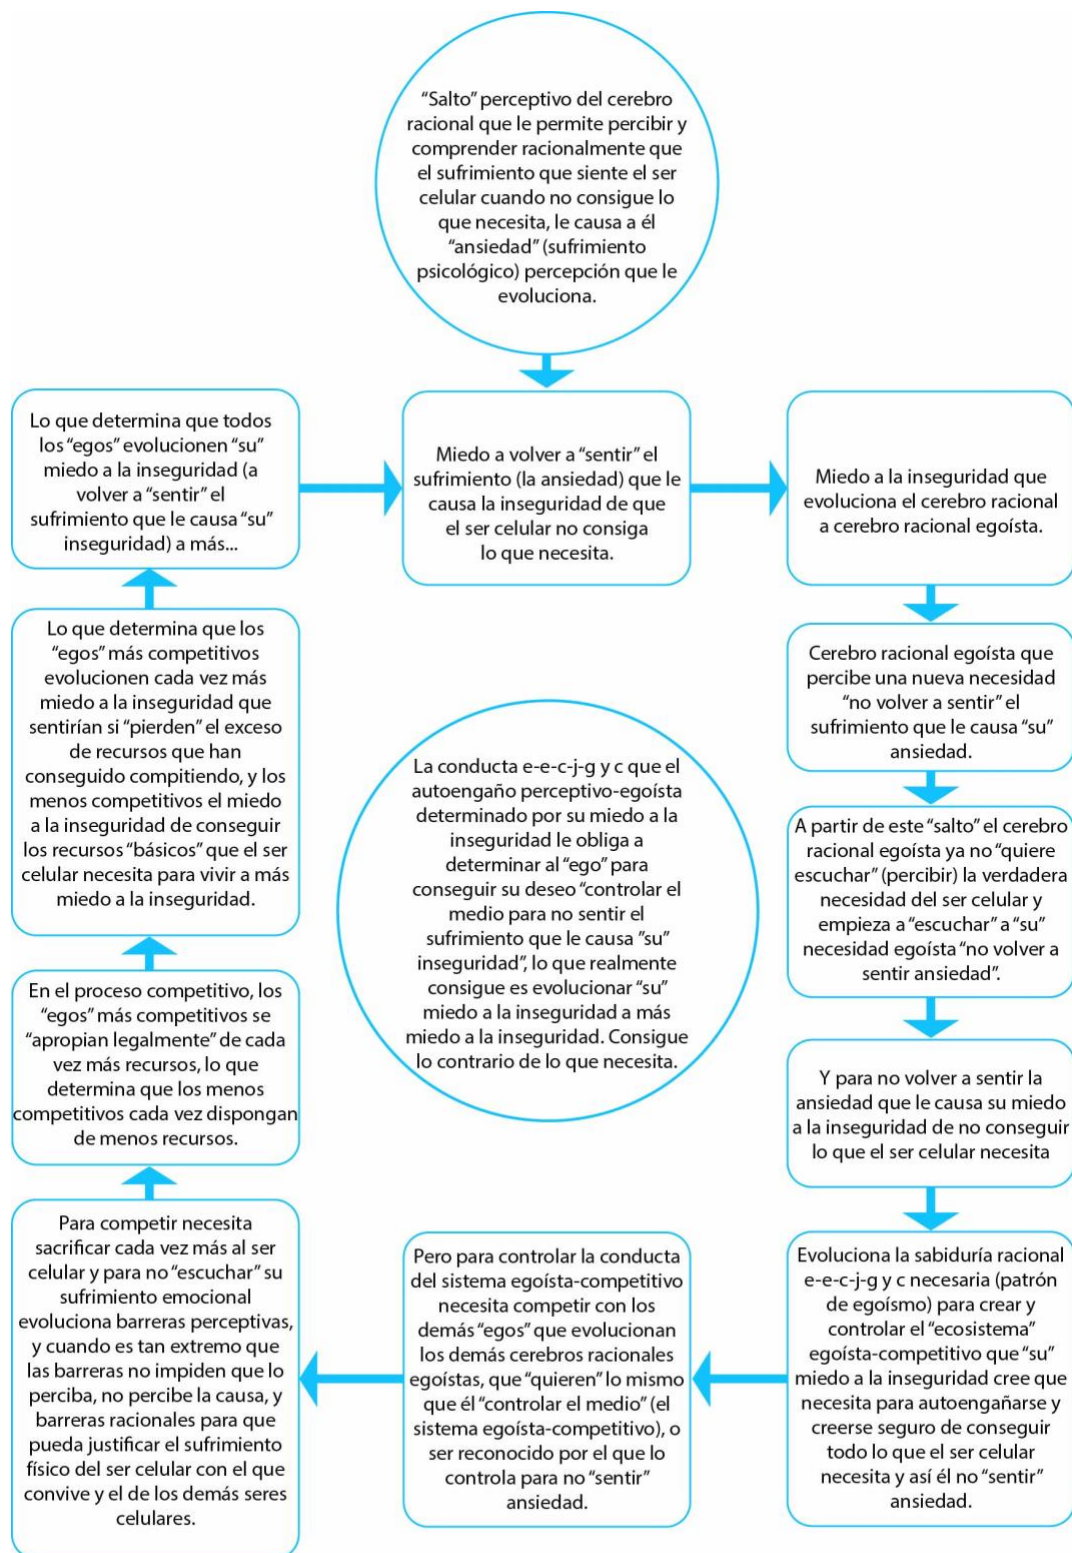 “Salto” perceptivo del cerebro
racional que le permite percibir y
comprender racionalmente que
el sufrimiento que siente el ser
celular cuando no consigue lo
que necesita, le causa a él
“ansiedad” (sufrimiento
psicológico) percepción que le
evoluciona.
Miedo a volver a “sentir” el
sufrimiento (la ansiedad) que le
causa la inseguridad de que
el ser celular no consiga
lo que necesita.
Miedo a la inseguridad que
evoluciona el cerebro racional
a cerebro racional egoísta.
Cerebro racional egoísta que
percibe una nueva necesidad
“no volver a sentir” el
sufrimiento que le causa “su”
ansiedad.
A partir de este “salto” el cerebro
racional egoísta ya no “quiere
escuchar” (percibir) la verdadera
necesidad del ser celular y
empieza a “escuchar” a “su”
necesidad egoísta “no volver a
sentir ansiedad”.
Y para no volver a sentir la
ansiedad que le causa su miedo
a la inseguridad de no conseguir
lo que el ser celular necesita
Evoluciona la sabiduría racional
e-e-c-j-g y c necesaria (patrón
de egoísmo) para crear y
controlar el “ecosistema”
egoísta-competitivo que “su”
miedo a la inseguridad cree que
necesita para autoengañarse y
creerse seguro de conseguir
todo lo que el ser celular
necesita y así él no “sentir”
ansiedad.
Pero para controlar la conducta
del sistema egoísta-competitivo
necesita competir con los
demás “egos” que evolucionan
los demás cerebros racionales
egoístas, que “quieren” lo mismo
que él “controlar el medio” (el
sistema egoísta-competitivo), o
ser reconocido por el que lo
controla para no “sentir”
ansiedad.
Para competir necesita
sacrificar cada vez más al ser
celular y para no “escuchar” su
sufrimiento emocional
evoluciona barreras perceptivas,
y cuando es tan extremo que
las barreras no impiden que lo
perciba, no percibe la causa, y
barreras racionales para que
pueda justificar el sufrimiento
físico del ser celular con el que
convive y el de los demás seres
celulares.
En el proceso competitivo, los
“egos” más competitivos se
“apropian legalmente” de cada
vez más recursos, lo que
determina que los menos
competitivos cada vez dispongan
de menos recursos.
Lo que determina que los
“egos” más competitivos
evolucionen cada vez más
miedo a la inseguridad que
sentirían si “pierden” el exceso
de recursos que han
conseguido compitiendo, y los
menos competitivos el miedo
a la inseguridad de conseguir
los recursos “básicos” que el ser
celular necesita para vivir a más
miedo a la inseguridad.
Lo que determina que todos
los “egos” evolucionen “su”
miedo a la inseguridad (a
volver a “sentir” el
sufrimiento que le causa “su”
inseguridad) a más...
La conducta e-e-c-j-g y c que el
autoengaño perceptivo-egoísta
determinado por su miedo a la
inseguridad le obliga a
determinar al “ego” para
conseguir su deseo “controlar el
medio para no sentir el
sufrimiento que le causa ”su”
inseguridad”, lo que realmente
consigue es evolucionar “su”
miedo a la inseguridad a más
miedo a la inseguridad. Consigue
lo contrario de lo que necesita.